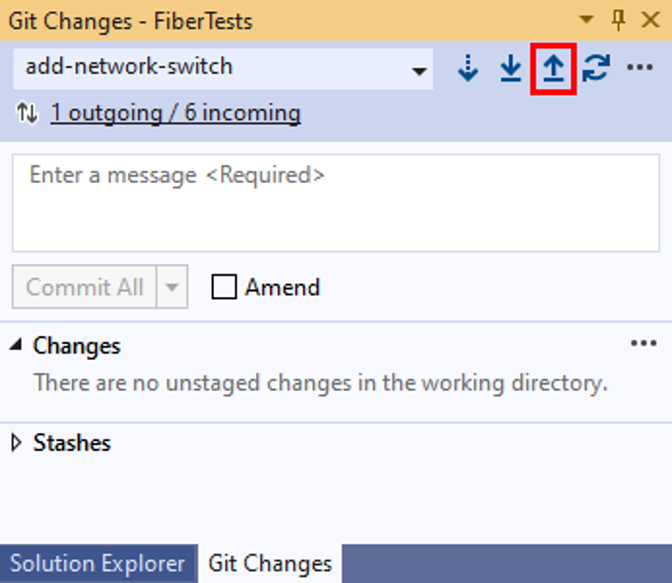 Git Changes - FiberTests
add-network-switch
1 outgoing / 6 incoming
Enter a message <Required>
Commit All
Amend
Changes
There are no unstaged changes in the working directory.
Stashes
Solution Explorer
Git Changes